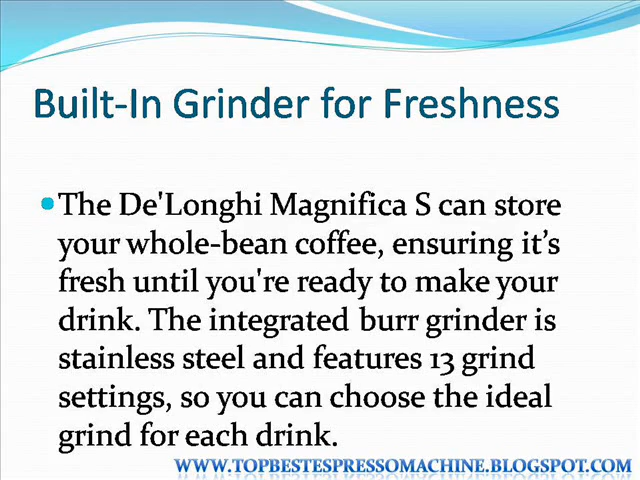 Built-In Grinder for Freshness
The De'Longhi Magnifica S can store
your whole-bean coffee, ensuring it’s
fresh until you're ready to make your
drink. The integrated burr grinder is
stainless steel and features 13 grind
settings, so you can choose the ideal
grind for each drink.
WWW.TOPBESTESPRESSOMACHINE.BLOGSPOT.COM